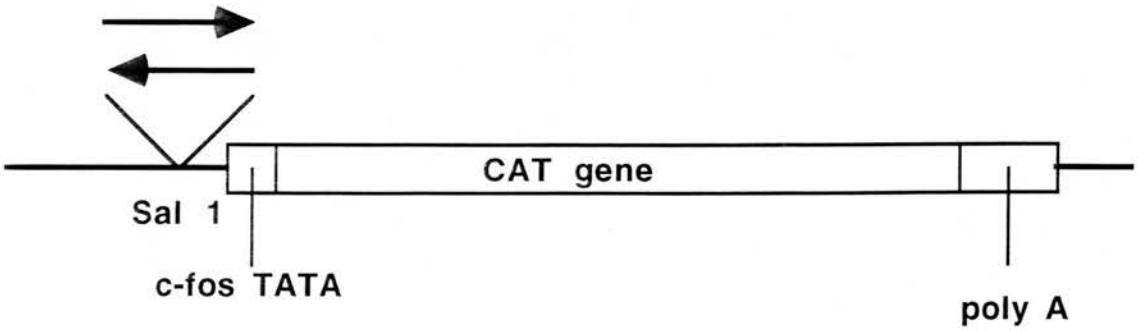 CAT gene
Sal 1
c-fos TATA
poly A